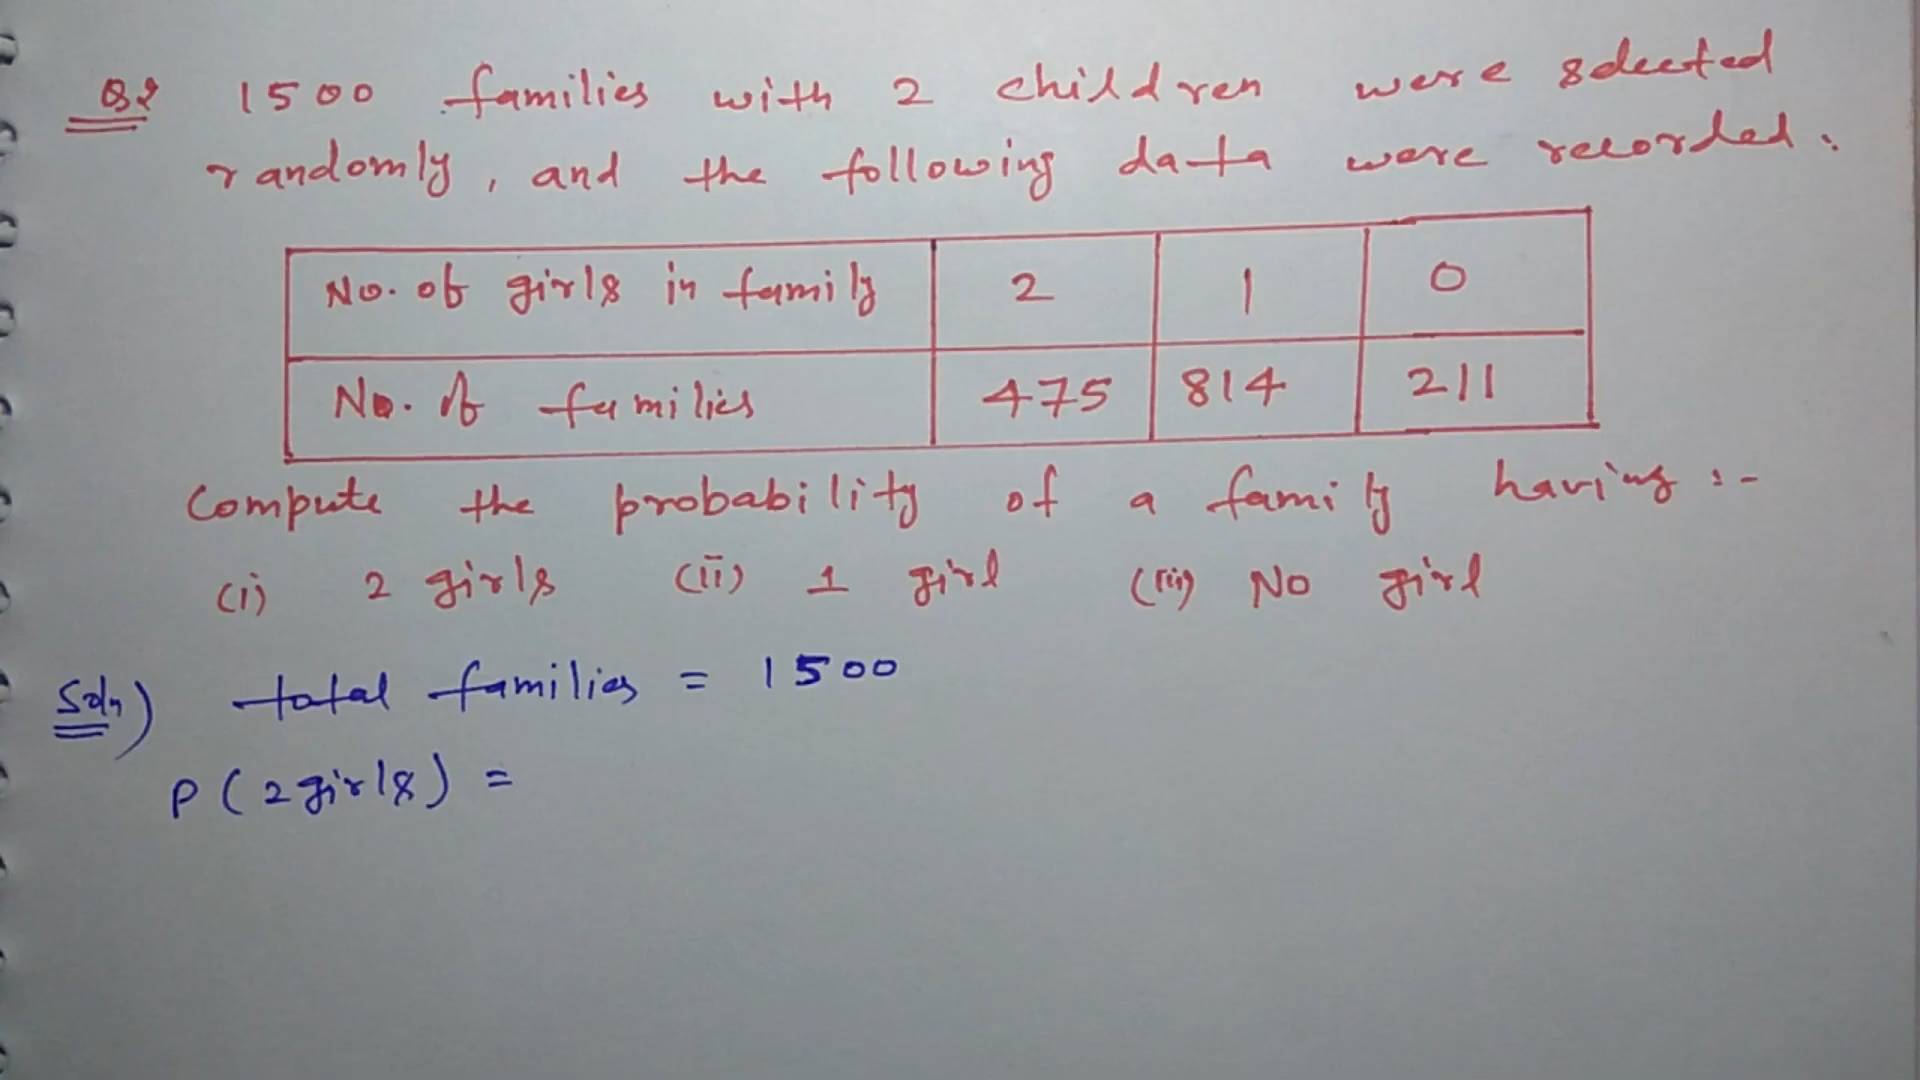 Q2 1500 families with 2 children were selected
randomly, and the following data were recorded:
No. of girls in family 2 1 0
No. of families 475 814 211
Compute the probability of a family having :-
(i) 2 girls (ii) 1 girl (iii) No girl
Soln) total families = 1500
P(2girls) =